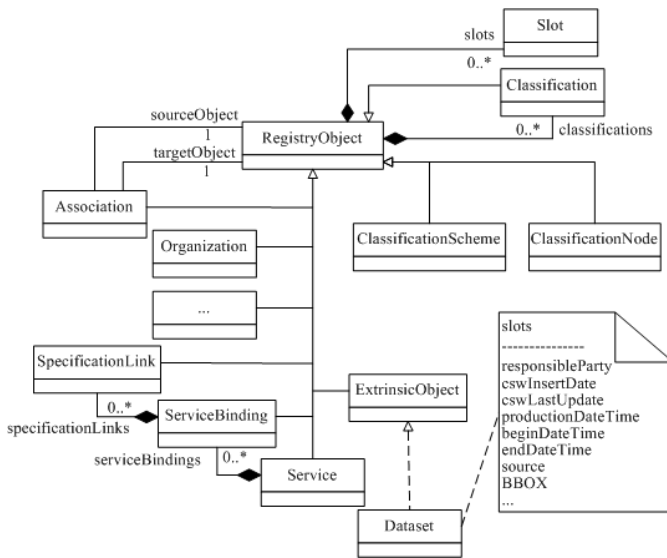 Slot
slots
0..*
Classification
sourceObject
1
RegistryObject
0..*
classifications
targetObject
1
Association
Organization
ClassificationScheme
ClassificationNode
...
slots
---------------
responsibleParty
cswInsertDate
cswLastUpdate
productionDateTime
beginDateTime
endDateTime
source
BBOX
...
SpecificationLink
ExtrinsicObject
0..*
ServiceBinding
specificationLinks
serviceBindings
0..*
Service
Dataset